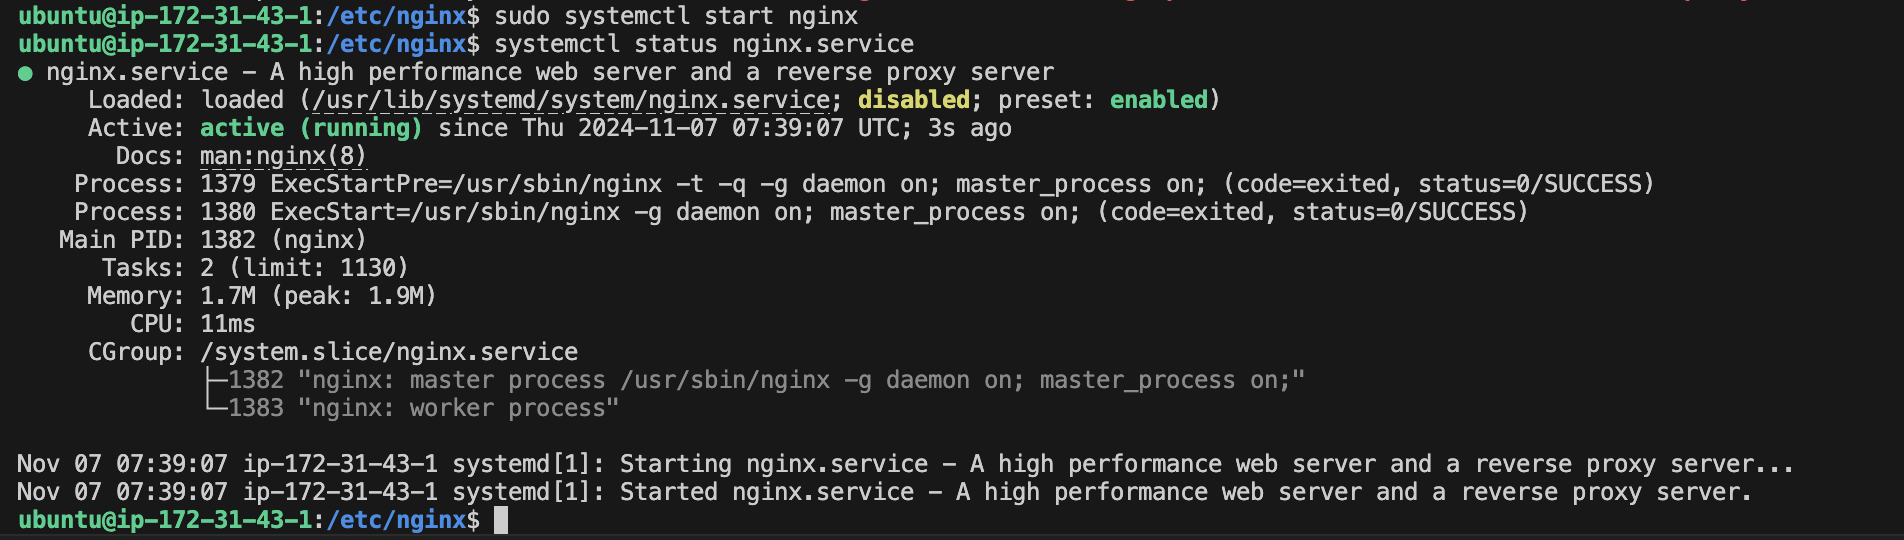 ubuntu@ip-172-31-43-1:/etc/nginx$ sudo systemctl start nginx
ubuntu@ip-172-31-43-1:/etc/nginx$ systemctl status nginx.service
● nginx.service - A high performance web server and a reverse proxy server
     Loaded: loaded (/usr/lib/systemd/system/nginx.service; disabled; preset: enabled)
     Active: active (running) since Thu 2024-11-07 07:39:07 UTC; 3s ago
       Docs: man:nginx(8)
    Process: 1379 ExecStartPre=/usr/sbin/nginx -t -q -g daemon on; master_process on; (code=exited, status=0/SUCCESS)
    Process: 1380 ExecStart=/usr/sbin/nginx -g daemon on; master_process on; (code=exited, status=0/SUCCESS)
   Main PID: 1382 (nginx)
      Tasks: 2 (limit: 1130)
     Memory: 1.7M (peak: 1.9M)
        CPU: 11ms
     CGroup: /system.slice/nginx.service
             ├─1382 "nginx: master process /usr/sbin/nginx -g daemon on; master_process on;"
             └─1383 "nginx: worker process"

Nov 07 07:39:07 ip-172-31-43-1 systemd[1]: Starting nginx.service - A high performance web server and a reverse proxy server...
Nov 07 07:39:07 ip-172-31-43-1 systemd[1]: Started nginx.service - A high performance web server and a reverse proxy server.
ubuntu@ip-172-31-43-1:/etc/nginx$